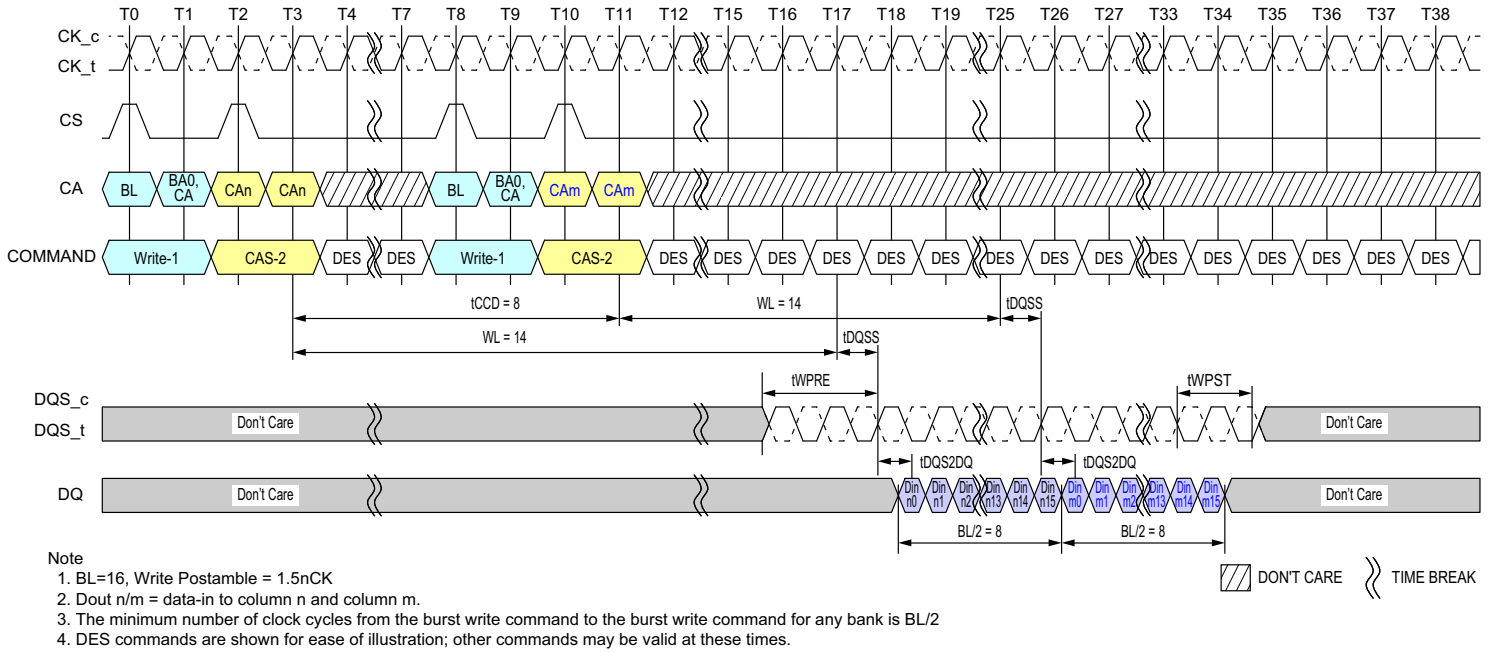 T0 T1 T2 T3 T4 T7 T8 T9 T10 T11 T12 T15 T16 T17 T18 T19 T25 T26 T27 T33 T34 T35 T36 T37 T38
CK_c
CK_t
CS
CA BL BA0, CA CAn CAn BL BA0, CA CAm CAm
COMMAND Write-1 CAS-2 DES DES Write-1 CAS-2 DES DES DES DES DES DES DES DES DES DES DES DES DES DES DES
tCCD = 8 WL = 14 tDQSS
WL = 14 tDQSS
tWPRE tWPST
DQS_c
DQS_t Don't Care Don't Care
tDQS2DQ tDQS2DQ
DQ Don't Care Din n0 Din n1 Din n2 Din n13 Din n14 Din n15 Din m0 Din m1 Din m2 Din m13 Din m14 Din m15 Don't Care
BL/2 = 8 BL/2 = 8
Note
1. BL=16, Write Postamble = 1.5nCK
2. Dout n/m = data-in to column n and column m.
3. The minimum number of clock cycles from the burst write command to the burst write command for any bank is BL/2
4. DES commands are shown for ease of illustration; other commands may be valid at these times.
DON'T CARE TIME BREAK